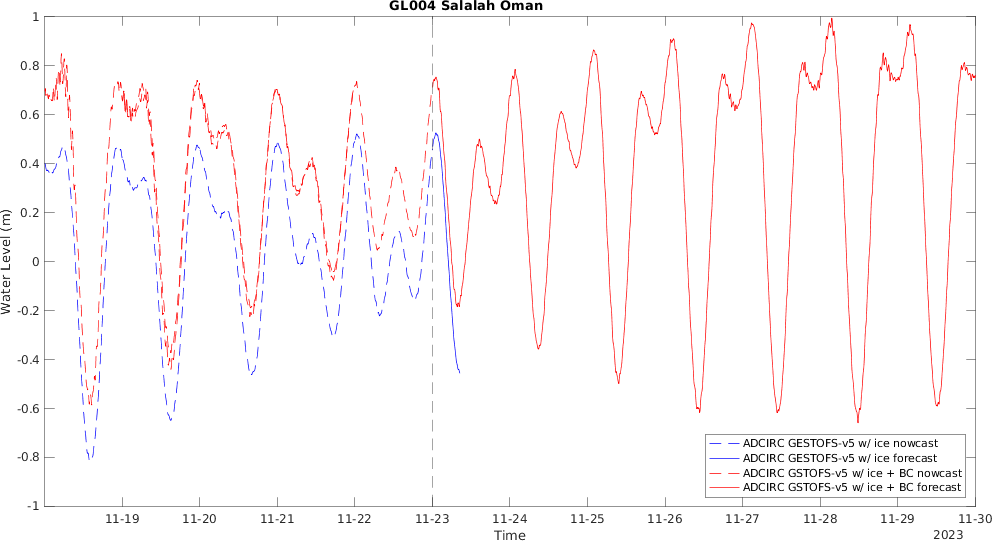 GL004 Salalah Oman
Water Level (m)
1
0.8
0.6
0.4
0.2
0
-0.2
-0.4
-0.6
-0.8
-1
11-19 11-20 11-21 11-22 11-23 11-24 11-25 11-26 11-27 11-28 11-29 11-30
Time
2023
ADCIRC GESTOFS-v5 w/ ice nowcast
ADCIRC GESTOFS-v5 w/ ice forecast
ADCIRC GSTOFS-v5 w/ ice + BC nowcast
ADCIRC GSTOFS-v5 w/ ice + BC forecast